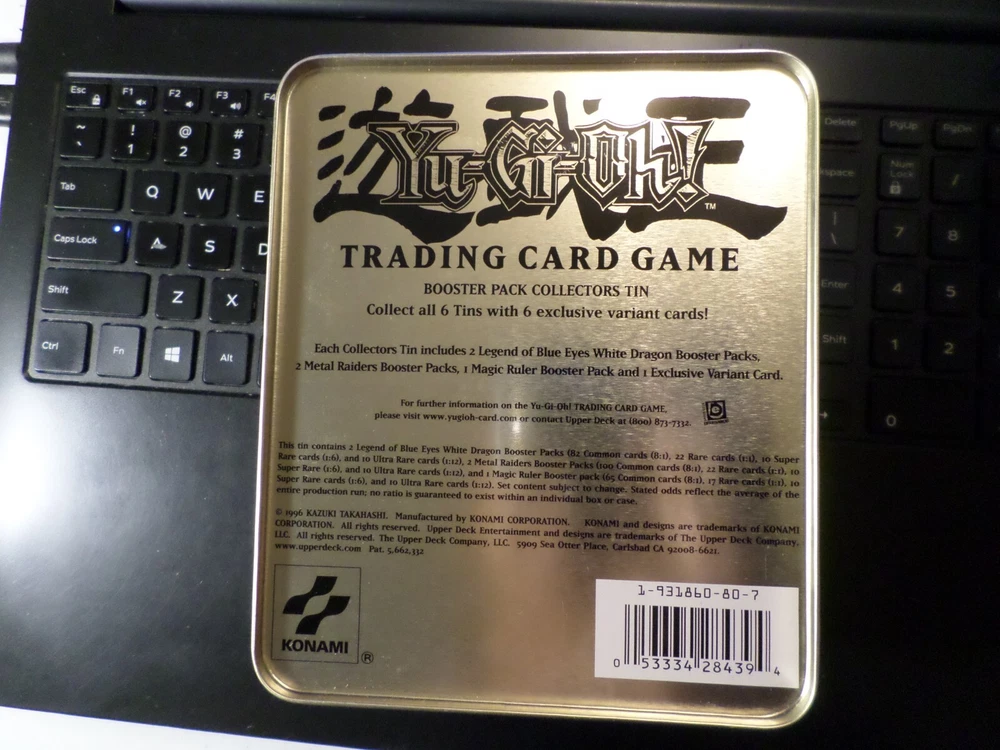 Esc
F1
F2
F3
F4
~ `
! 1
@ 2
# 3
Tab
Q
W
E
Caps Lock
A
S
D
Shift
Z
X
Ctrl
Fn
Alt
Delete
PgUp
PgDn
Num Lock
/
7
8
Enter
4
5
Shift
1
2
0
遊戯王
Yu-Gi-Oh!
TM
TRADING CARD GAME
BOOSTER PACK COLLECTORS TIN
Collect all 6 Tins with 6 exclusive variant cards!
Each Collectors Tin includes 2 Legend of Blue Eyes White Dragon Booster Packs,
2 Metal Raiders Booster Packs, 1 Magic Ruler Booster Pack and 1 Exclusive Variant Card.
For further information on the Yu-Gi-Oh! TRADING CARD GAME,
please visit www.yugioh-card.com or contact Upper Deck at (800) 873-7332.
This tin contains 2 Legend of Blue Eyes White Dragon Booster Packs (82 Common cards (8:1), 22 Rare cards (1:1), 10 Super
Rare cards (1:6), and 10 Ultra Rare cards (1:12), 2 Metal Raiders Booster Packs (100 Common cards (8:1), 22 Rare cards (1:1), 10
Super Rare (1:6), and 10 Ultra Rare cards (1:12), and 1 Magic Ruler Booster pack (65 Common cards (8:1), 17 Rare cards (1:1), 10
Super Rare cards (1:6), and 10 Ultra Rare cards (1:12). Set content subject to change. Stated odds reflect the average of the
entire production run; no ratio is guaranteed to exist within an individual box or case.
© 1996 KAZUKI TAKAHASHI. Manufactured by KONAMI CORPORATION. KONAMI and designs are trademarks of KONAMI
CORPORATION. All rights reserved. Upper Deck Entertainment and designs are trademarks of The Upper Deck Company,
LLC. All rights reserved. The Upper Deck Company, LLC. 5909 Sea Otter Place, Carlsbad CA 92008-6621.
www.upperdeck.com Pat. 5,662,332
KONAMI
®
1-931860-80-7
0 53334 28439 4